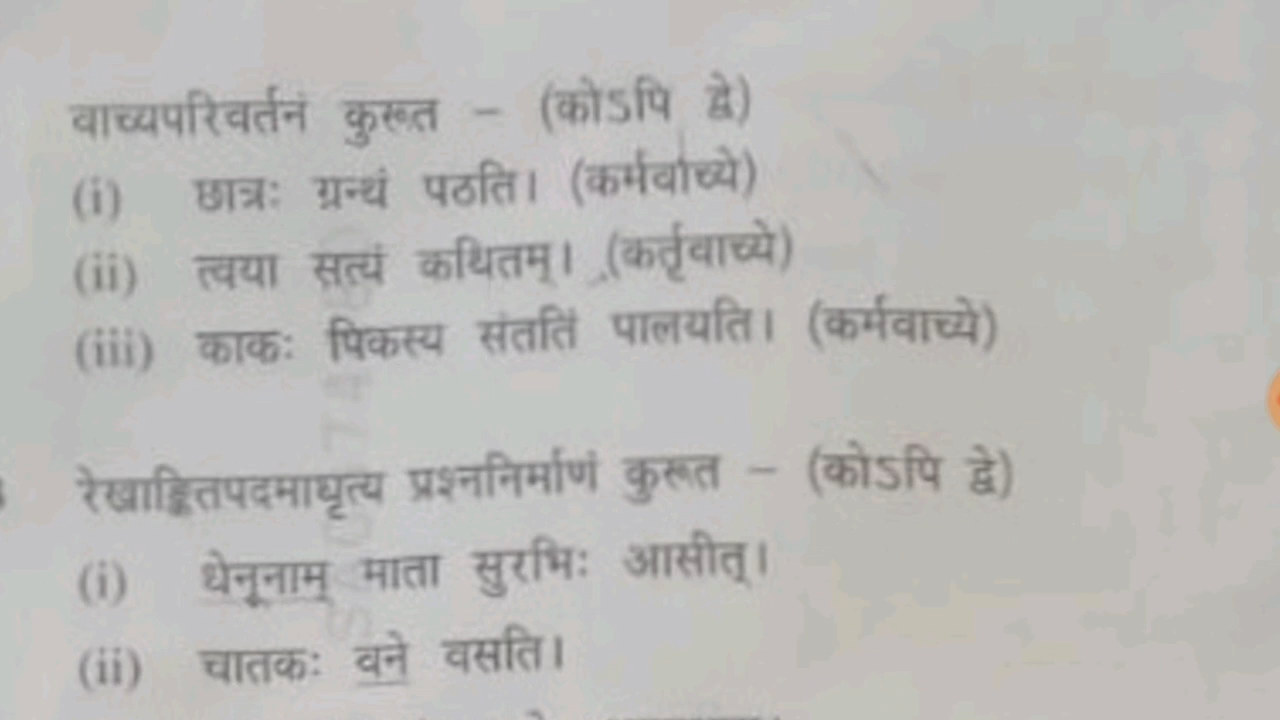 वाच्यपरिवर्तनं कुरूत – (कोऽपि द्वे)
(i) छात्रः ग्रन्थं पठति। (कर्मवाच्ये)
(ii) त्वया सत्यं कथितम्। (कर्तृवाच्ये)
(iii) काकः पिकस्य संततिं पालयति। (कर्मवाच्ये)
रेखाङ्कितपदमाधृत्य प्रश्ननिर्माणं कुरूत – (कोऽपि द्वे)
(i) धेनूनाम् माता सुरभिः आसीत्।
(ii) चातकः वने वसति।